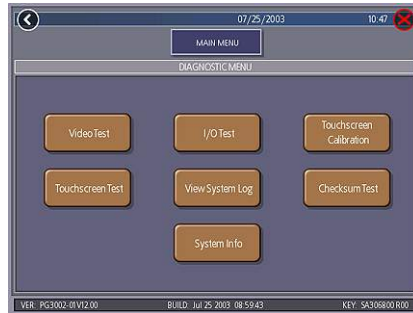 07/25/2003 10:47
MAIN MENU
DIAGNOSTIC MENU
Video Test I/O Test Touchscreen Calibration
Touchscreen Test View System Log Checksum Test
System Info
VER: PG3002-01V12.00 BUILD: Jul 25 2003 08:59:43 KEY: SA306800 R00